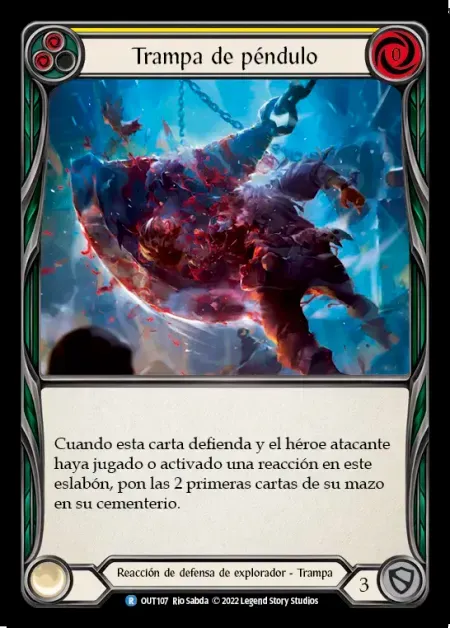 Trampa de péndulo
0
Cuando esta carta defienda y el héroe atacante
haya jugado o activado una reacción en este
eslabón, pon las 2 primeras cartas de su mazo
en su cementerio.
Reacción de defensa de explorador - Trampa
3
R OUT107 Rio Sabda © 2022 Legend Story Studios